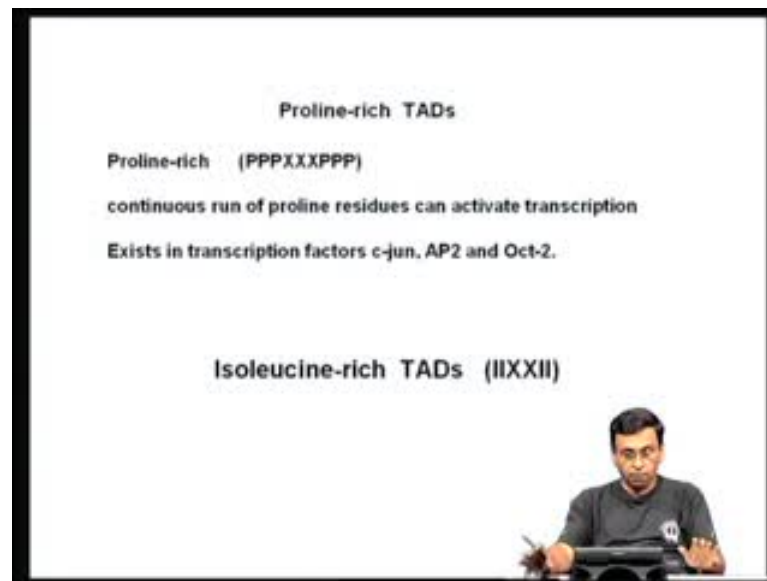 Proline-rich TADs
Proline-rich (PPPXXXPPP)
continuous run of proline residues can activate transcription
Exists in transcription factors c-jun, AP2 and Oct-2.
Isoleucine-rich TADs (IIXXII)